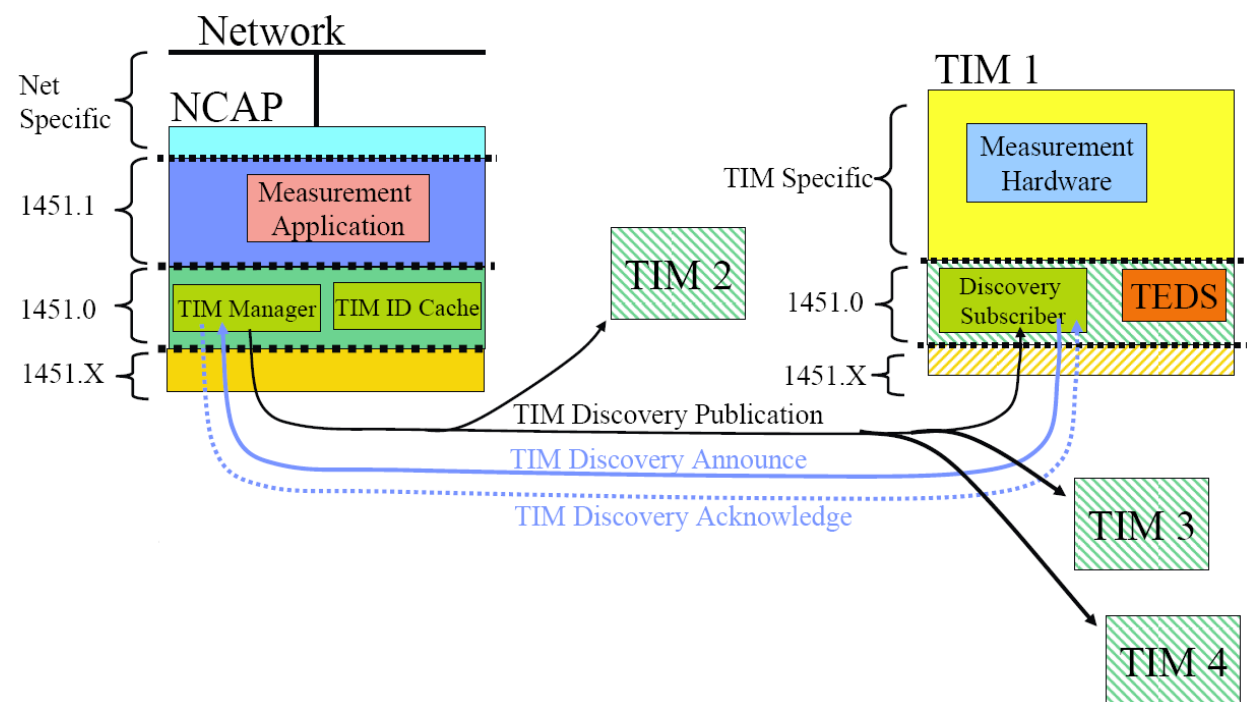 Network
Net
Specific
NCAP
1451.1
Measurement
Application
1451.0
TIM Manager
TIM ID Cache
1451.X
TIM 1
TIM Specific
Measurement
Hardware
1451.0
Discovery
Subscriber
TEDS
1451.X
TIM 2
TIM Discovery Publication
TIM Discovery Announce
TIM Discovery Acknowledge
TIM 3
TIM 4